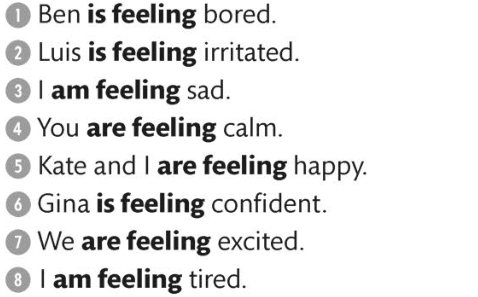 1 Ben is feeling bored.
2 Luis is feeling irritated.
3 I am feeling sad.
4 You are feeling calm.
5 Kate and I are feeling happy.
6 Gina is feeling confident.
7 We are feeling excited.
8 I am feeling tired.